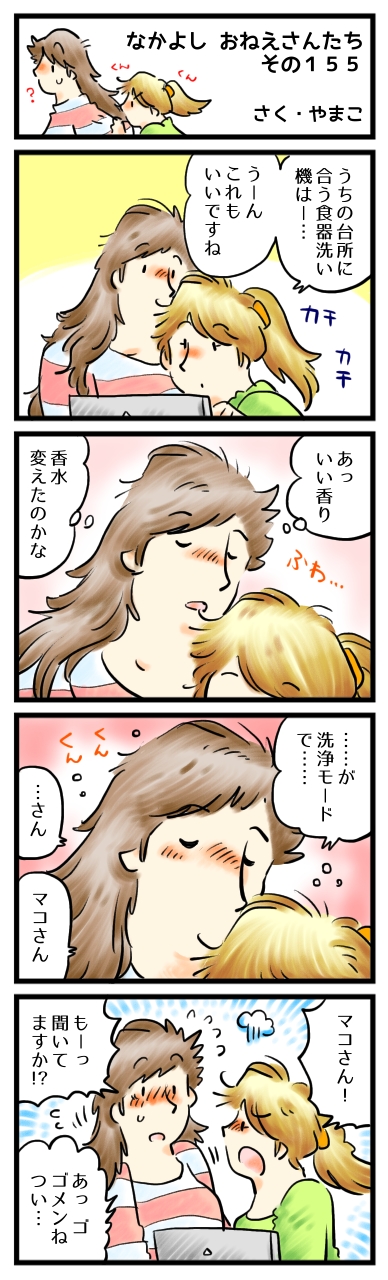 なかよし おねえさんたち
その155
さく・やまこ
くん
くん
?
うちの台所に
合う食器洗い
機はー…
うーん
これも
いいですね
カチ
カチ
あっ
いい香り
ふわ…
香水
変えたのかな
……が
洗浄モード
で……
くん
くん
…さん
マコさん
マコさん!
もーっ
聞いて
ますか!?
あっ ゴ
ゴメンね
つい…